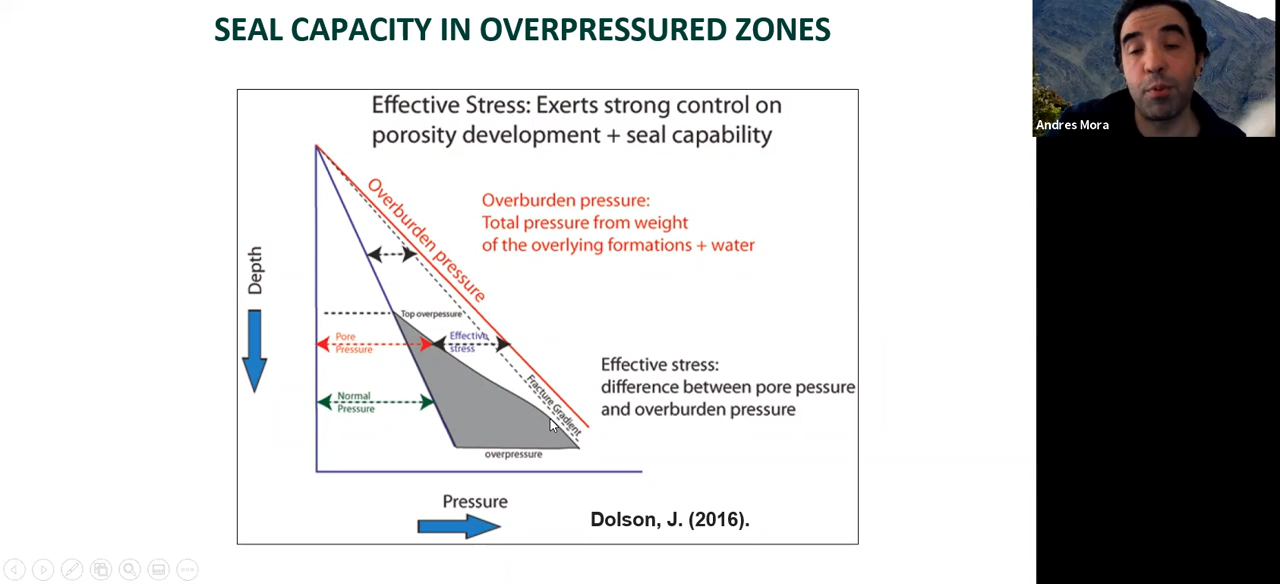 SEAL CAPACITY IN OVERPRESSURED ZONES
Andres Mora
Effective Stress: Exerts strong control on
porosity development + seal capability
Overburden pressure
Overburden pressure:
Total pressure from weight
of the overlying formations + water
Depth
Top overpessure
Pore
Pressure
Effective
stress
Effective stress:
difference between pore pessure
and overburden pressure
Fracture Gradient
Normal
Pressure
overpressure
Pressure
Dolson, J. (2016).